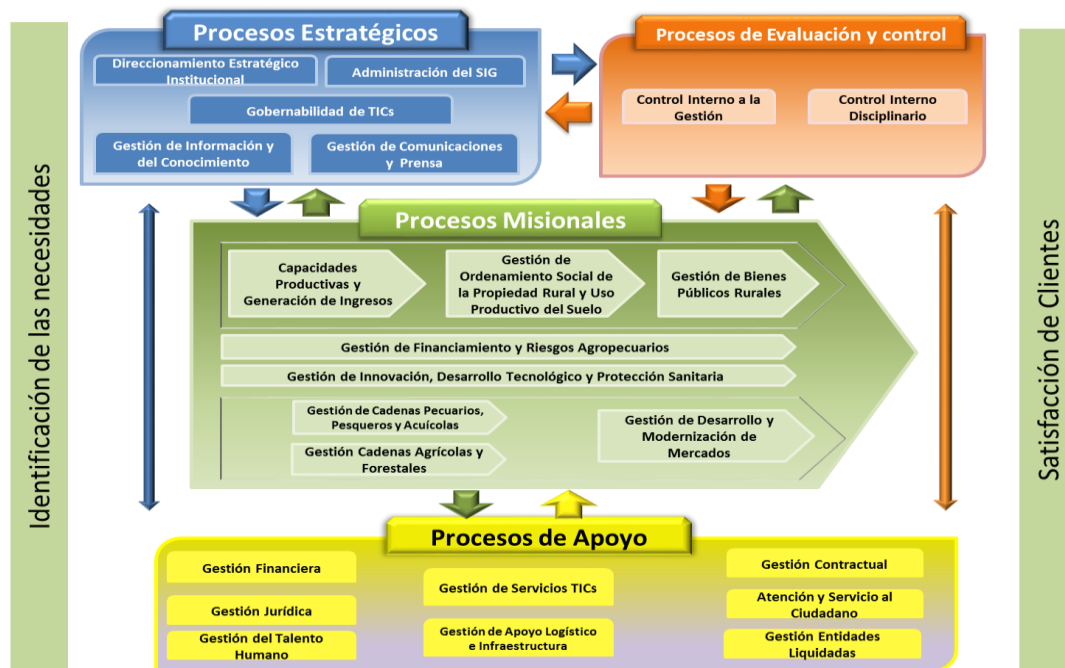 Procesos Estratégicos
Direccionamiento Estratégico
Institucional
Administración del SIG
Gobernabilidad de TICs
Gestión de Información y
del Conocimiento
Gestión de Comunicaciones
y Prensa
Procesos de Evaluación y control
Control Interno a la
Gestión
Control Interno
Disciplinario
Identificación de las necesidades
Procesos Misionales
Capacidades
Productivas y
Generación de Ingresos
Gestión de
Ordenamiento Social de
la Propiedad Rural y Uso
Productivo del Suelo
Gestión de Bienes
Públicos Rurales
Gestión de Financiamiento y Riesgos Agropecuarios
Gestión de Innovación, Desarrollo Tecnológico y Protección Sanitaria
Gestión de Cadenas Pecuarios,
Pesqueros y Acuícolas
Gestión Cadenas Agrícolas y
Forestales
Gestión de Desarrollo y
Modernización de
Mercados
Satisfacción de Clientes
Procesos de Apoyo
Gestión Financiera
Gestión Jurídica
Gestión del Talento
Humano
Gestión de Servicios TICs
Gestión de Apoyo Logístico
e Infraestructura
Gestión Contractual
Atención y Servicio al
Ciudadano
Gestión Entidades
Liquidadas